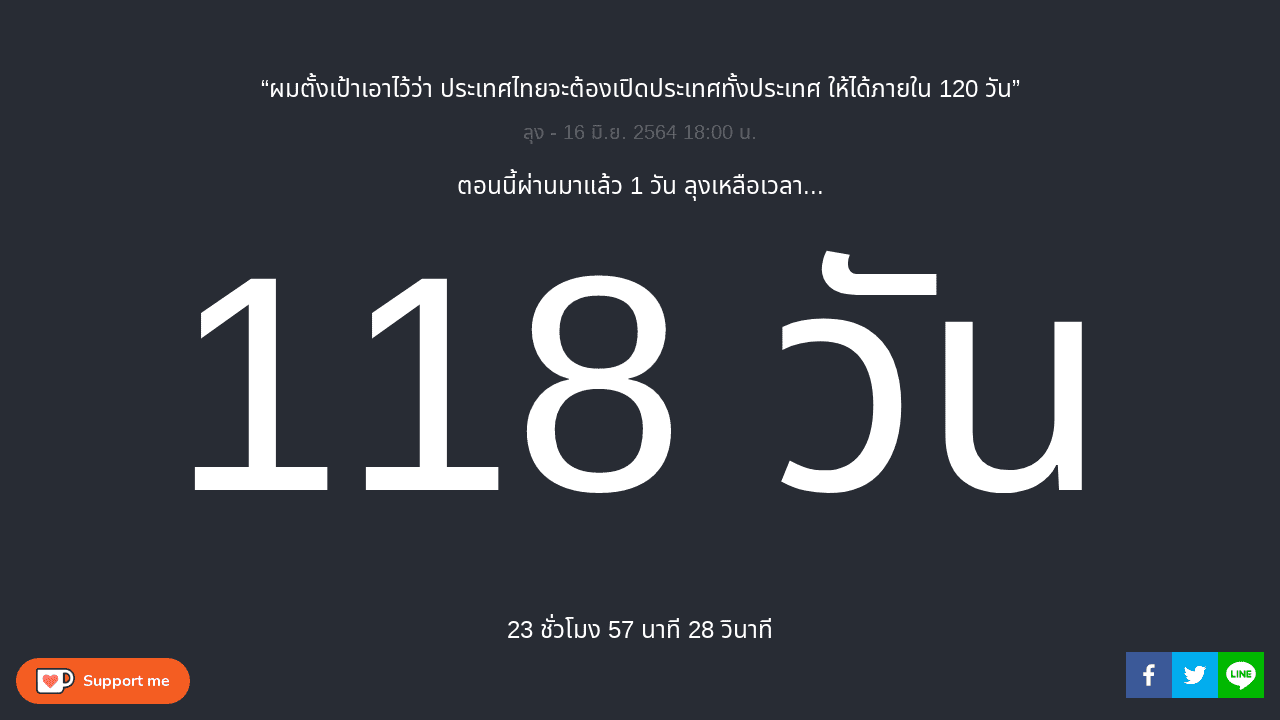 “ผมตั้งเป้าเอาไว้ว่า ประเทศไทยจะต้องเปิดประเทศทั้งประเทศ ให้ได้ภายใน 120 วัน”
ลุง - 16 มิ.ย. 2564 18:00 น.
ตอนนี้ผ่านมาแล้ว 1 วัน ลุงเหลือเวลา...
118 วัน
23 ชั่วโมง 57 นาที 28 วินาที
Support me
LINE